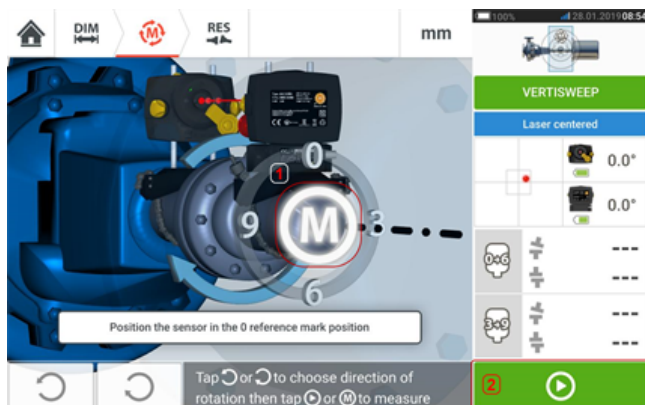 DIM
M
RES
mm
100%
28.01.2019 08:54
VERTISWEEP
Laser centered
0.0°
0.0°
0
1
9
M
3
6
Position the sensor in the 0 reference mark position
0➔6
---
---
3➔9
---
---
Tap or to choose direction of
rotation then tap or M to measure
2